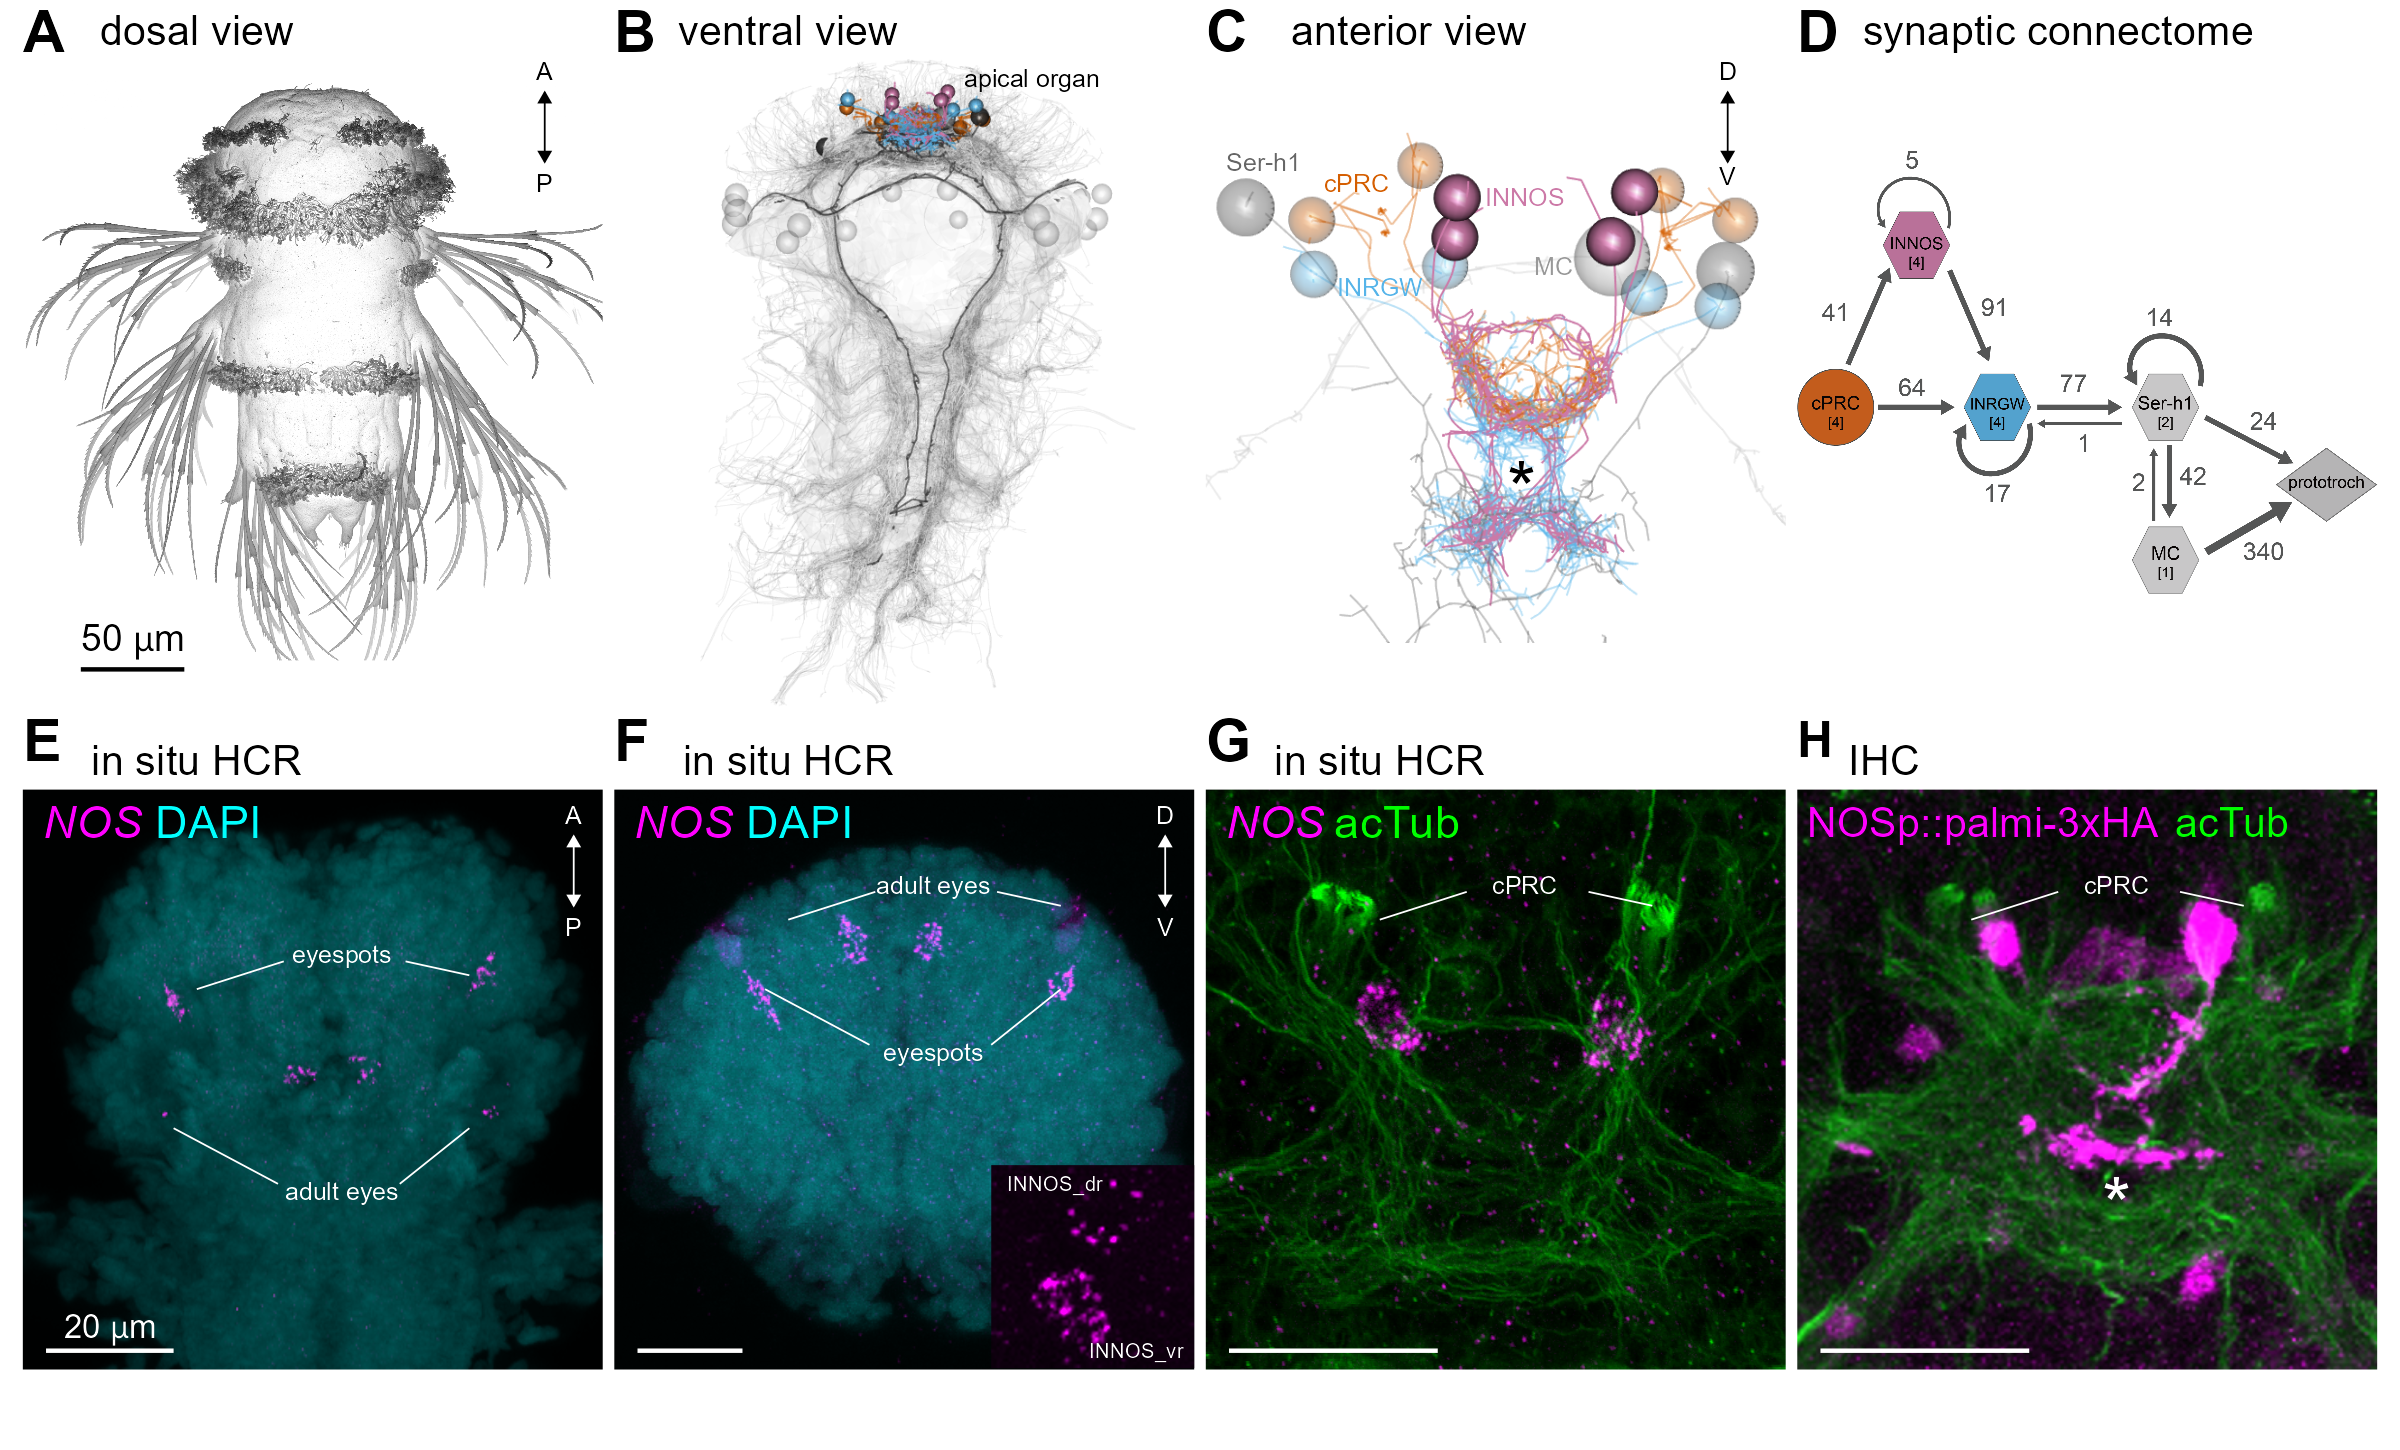 A dosal view
A
P
50 µm
B ventral view
apical organ
C anterior view
D
V
Ser-h1
cPRC
INNOS
MC
INRGW
*
D synaptic connectome
5
INNOS
[4]
41
91
14
cPRC
[4]
64
INRGW
[4]
77
1
17
Ser-h1
[2]
24
2
42
prototroch
MC
[1]
340
E in situ HCR
NOS DAPI
A
P
eyespots
adult eyes
20 µm
F in situ HCR
NOS DAPI
D
V
adult eyes
eyespots
INNOS_dr
INNOS_vr
G in situ HCR
NOS acTub
cPRC
H IHC
NOSp::palmi-3xHA acTub
cPRC
*